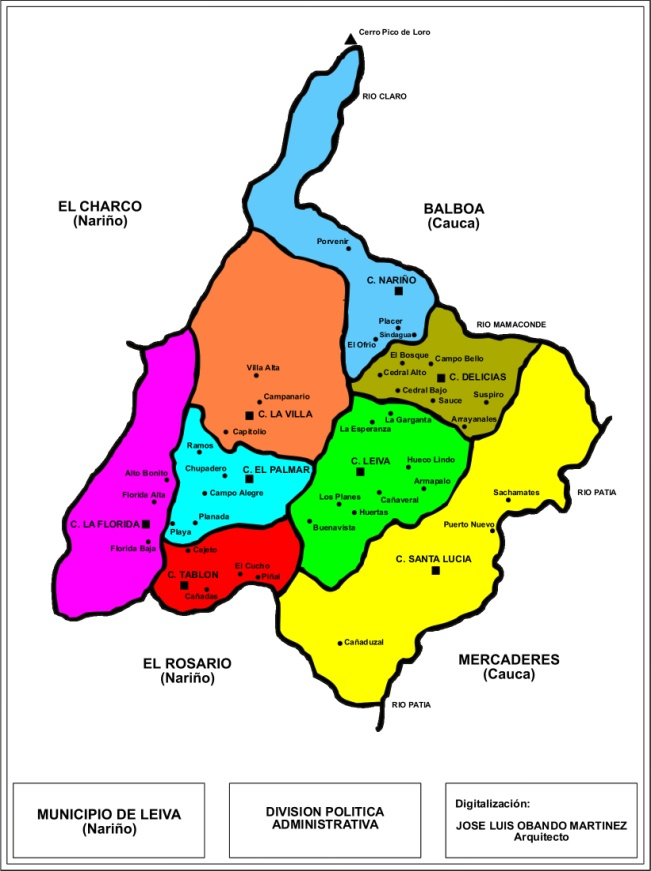 Cerro Pico de Loro
RIO CLARO
EL CHARCO
(Nariño)
BALBOA
(Cauca)
Porvenir
C. NARIÑO
Placer
Sindagua
El Ofrio
RIO MAMACONDE
El Bosque
Campo Bello
Cedral Alto
C. DELICIAS
Cedral Bajo
Sauce
Suspiro
Arrayanales
Villa Alta
Campanario
C. LA VILLA
Capitolio
La Garganta
La Esperanza
Ramos
Chupadero
C. EL PALMAR
Campo Alegre
Planada
Playa
C. LEIVA
Hueco Lindo
Armapalo
Cañaveral
Los Planes
Huertas
Buenavista
Alto Bonito
Florida Alta
C. LA FLORIDA
Florida Baja
Sachamates
RIO PATIA
Puerto Nuevo
C. SANTA LUCIA
Cajeto
El Cucho
C. TABLON
Piñal
Cañadas
Cañaduzal
EL ROSARIO
(Nariño)
MERCADERES
(Cauca)
RIO PATIA
MUNICIPIO DE LEIVA
(Nariño)
DIVISION POLITICA
ADMINISTRATIVA
Digitalización:
JOSE LUIS OBANDO MARTINEZ
Arquitecto